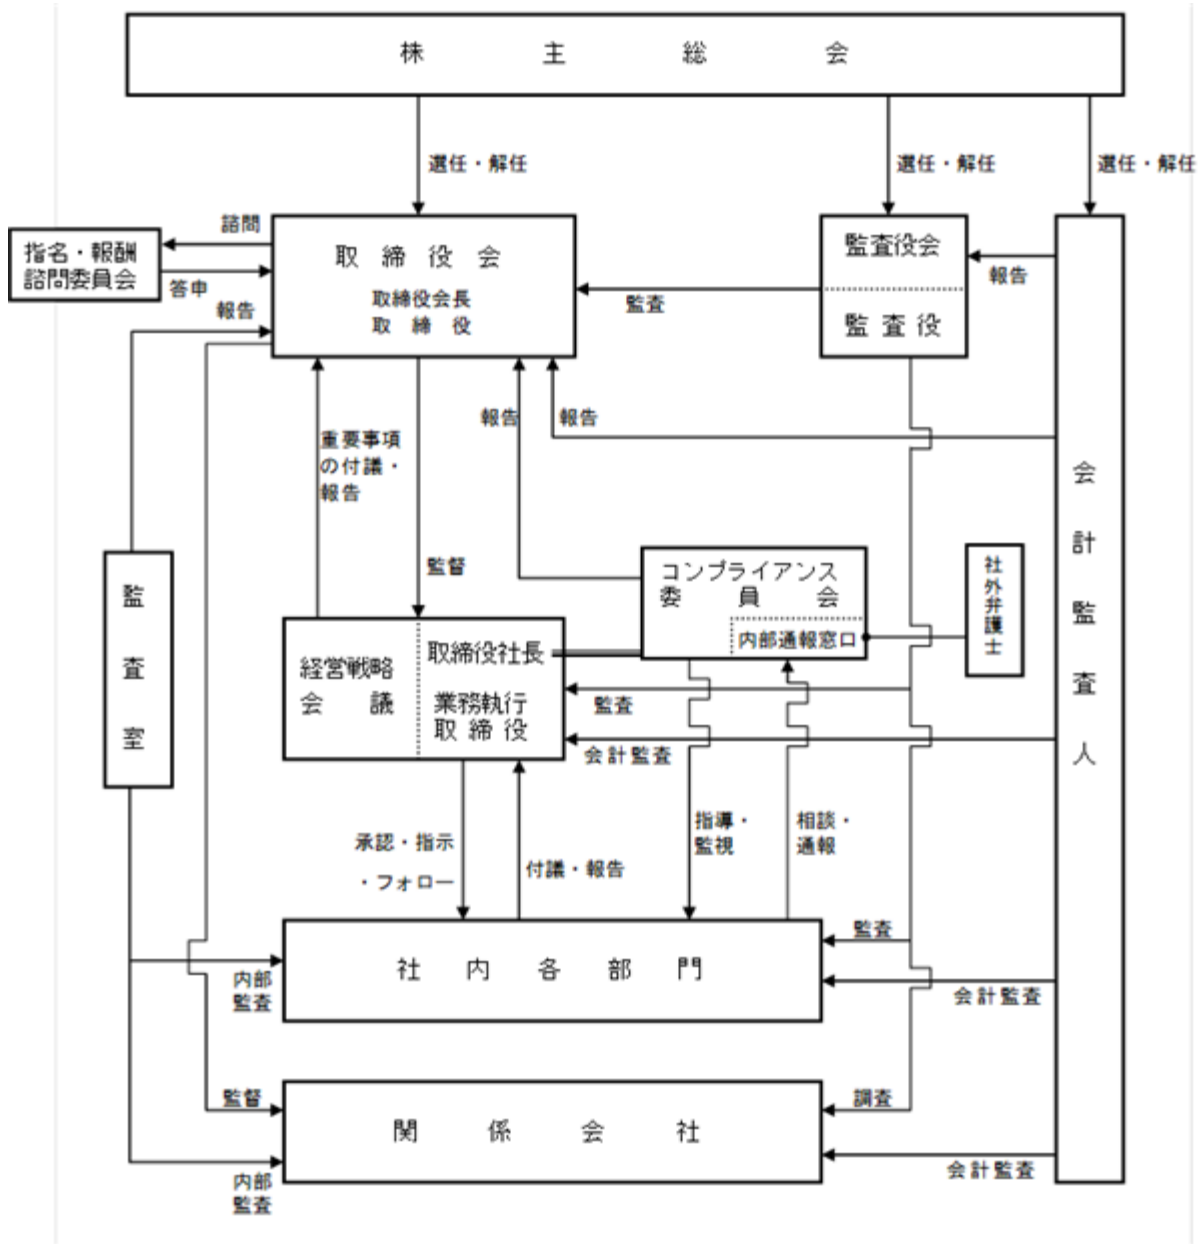 株主総会
選任・解任
選任・解任
選任・解任
諮問
指名・報酬
諮問委員会
答申
報告
取締役会
取締役会長
取締役
監査
監査役会
監査役
報告
重要事項
の付議・
報告
報告
報告
監督
監査室
コンプライアンス
委員会
内部通報窓口
社外弁護士
会計監査人
経営戦略
会議
取締役社長
業務執行
取締役
監査
会計監査
承認・指示
・フォロー
付議・報告
指導・
監視
相談・
通報
社内各部門
内部
監査
監査
会計監査
関係会社
監督
内部
監査
調査
会計監査